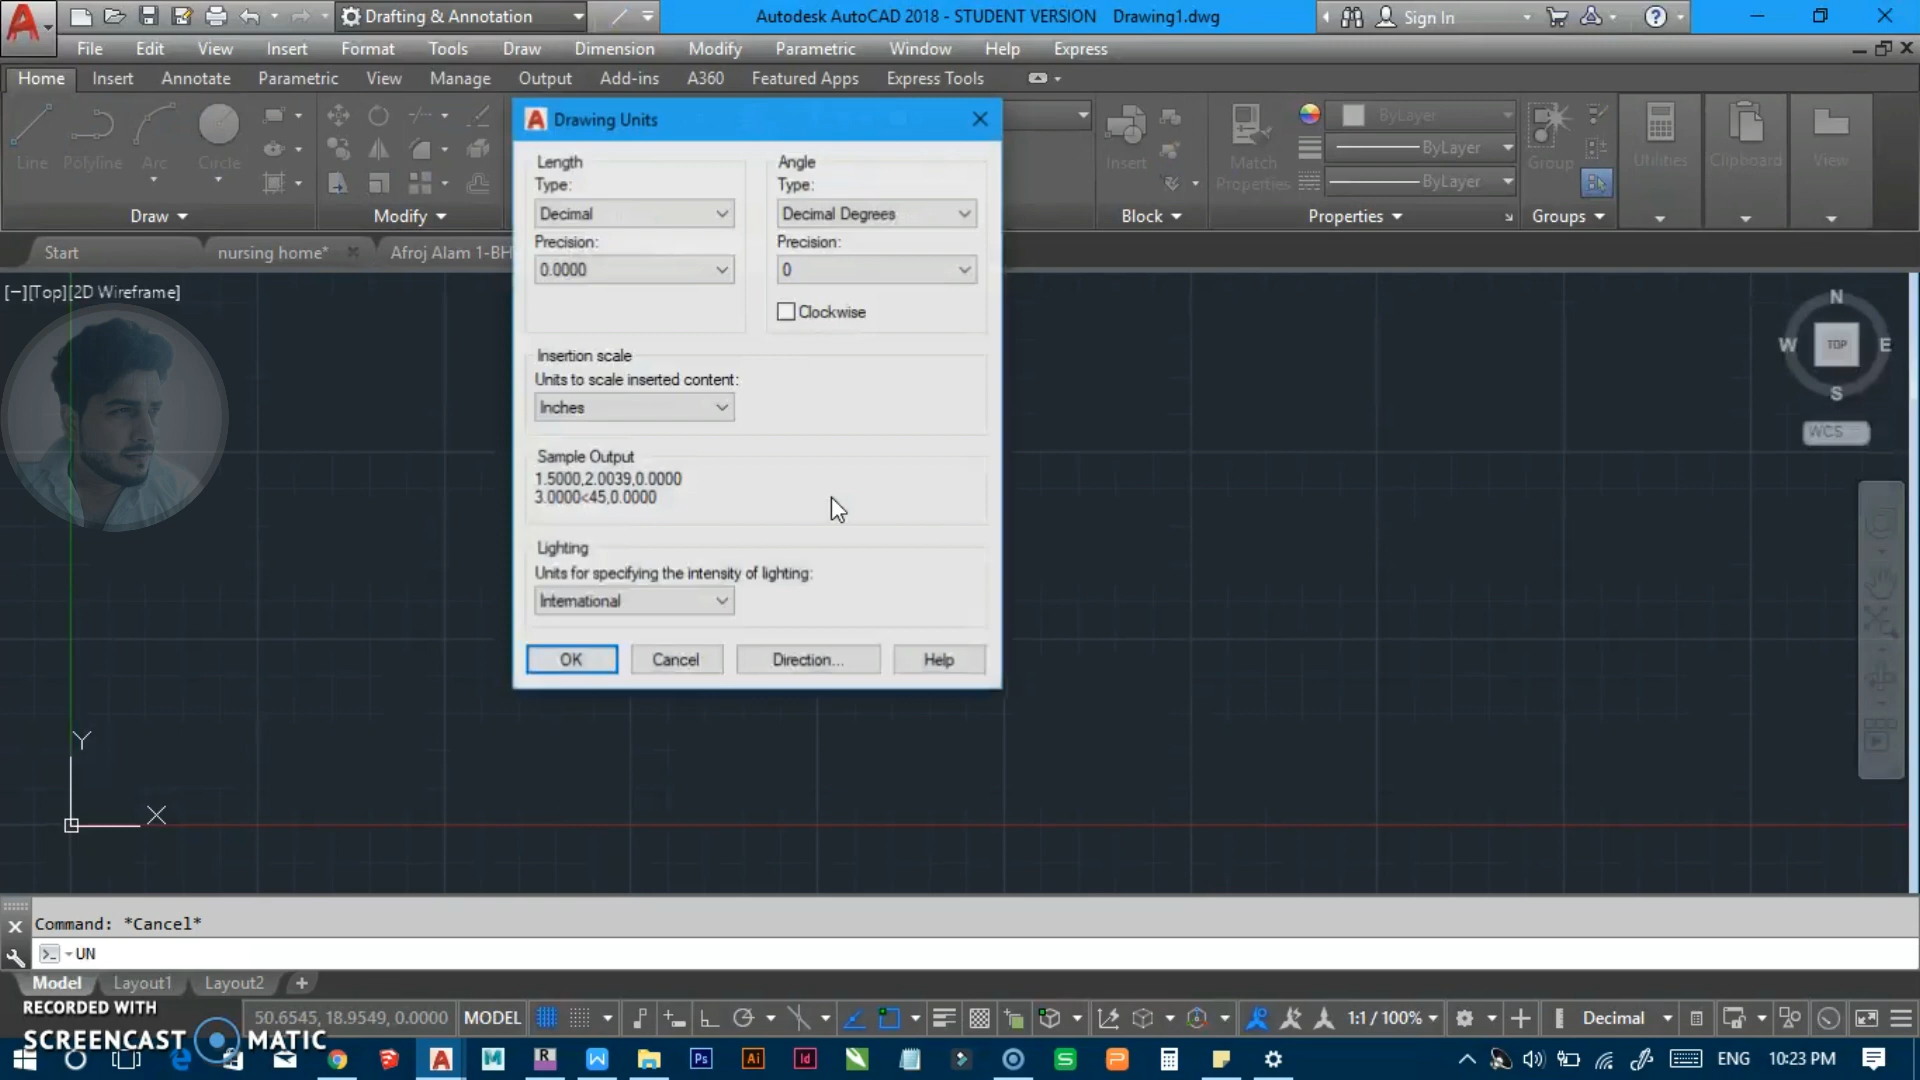 Drafting & Annotation
Autodesk AutoCAD 2018 - STUDENT VERSION Drawing1.dwg
Sign In
File Edit View Insert Format Tools Draw Dimension Modify Parametric Window Help Express
Home Insert Annotate Parametric View Manage Output Add-ins A360 Featured Apps Express Tools
Line Polyline Arc Circle
Draw
Modify
Insert
Block
Match
Properties
ByLayer
ByLayer
ByLayer
Properties
Group
Groups
Utilities
Clipboard
View
Start nursing home* Afroj Alam 1-BH
[−][Top][2D Wireframe]
Drawing Units
Length
Type:
Decimal
Precision:
0.0000
Angle
Type:
Decimal Degrees
Precision:
0
Clockwise
Insertion scale
Units to scale inserted content:
Inches
Sample Output
1.5000,2.0039,0.0000
3.0000<45,0.0000
Lighting
Units for specifying the intensity of lighting:
International
OK Cancel Direction... Help
N
W TOP E
S
WCS
Y
X
Command: *Cancel*
UN
Model Layout1 Layout2 +
RECORDED WITH
SCREENCAST MATIC
50.6545, 18.9549, 0.0000 MODEL 1:1 / 100% Decimal
Ps Ai Id
ENG 10:23 PM